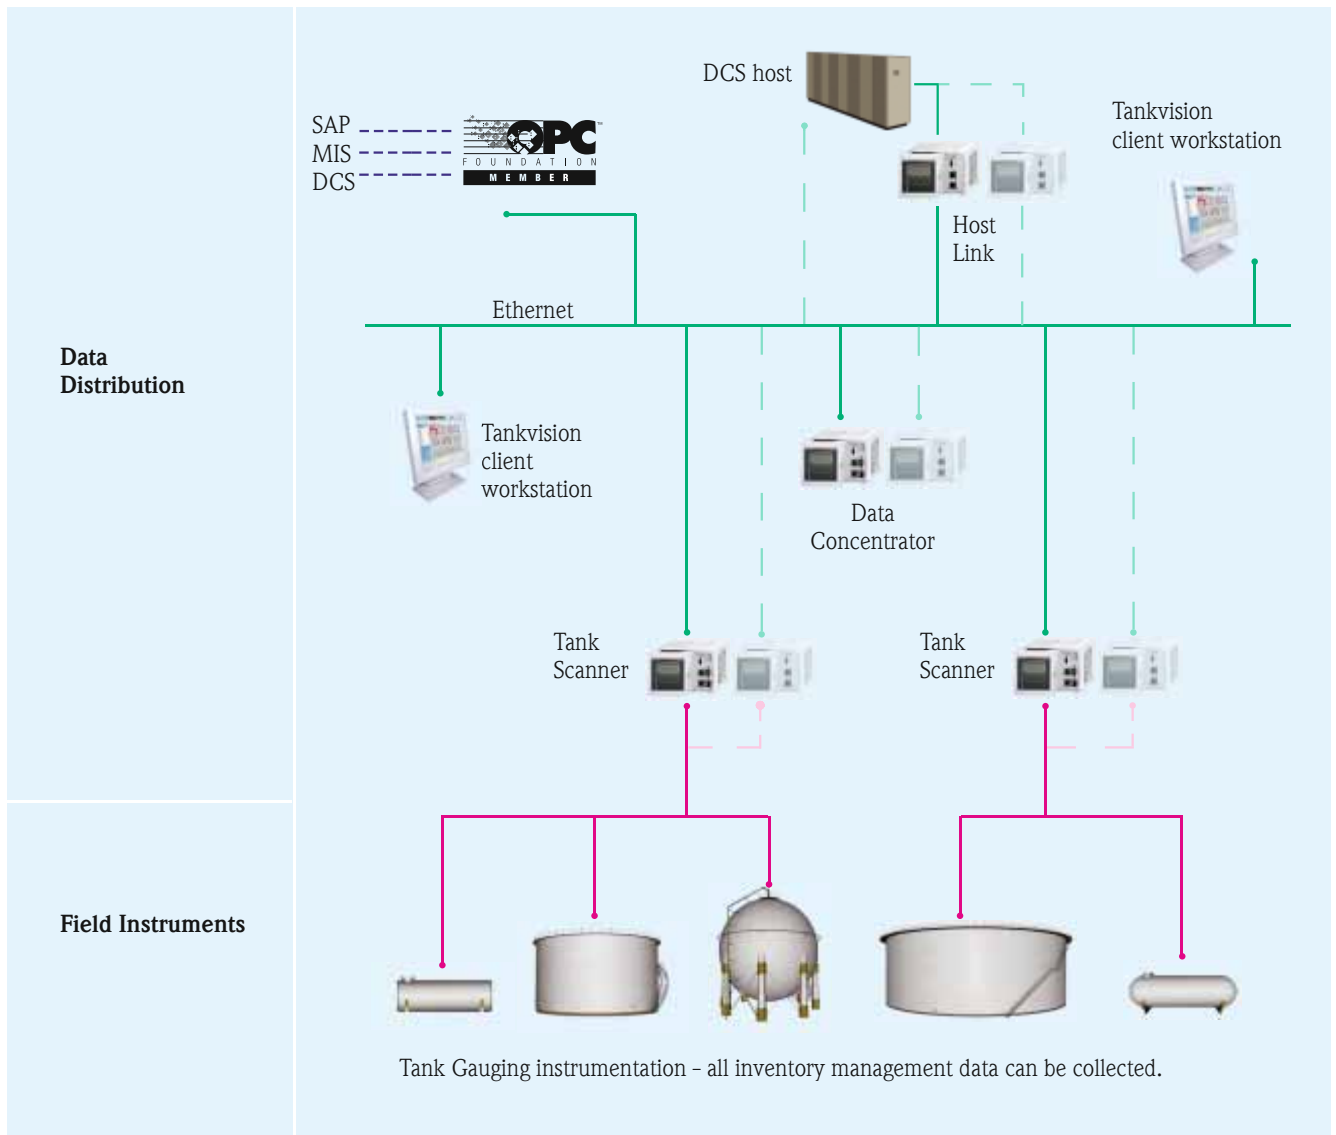 DCS host
Tankvision
client workstation
SAP
MIS
DCS
OPC™
FOUNDATION
MEMBER
Host
Link
Ethernet
Data
Distribution
Tankvision
client
workstation
Data
Concentrator
Tank
Scanner
Tank
Scanner
Field Instruments
Tank Gauging instrumentation – all inventory management data can be collected.